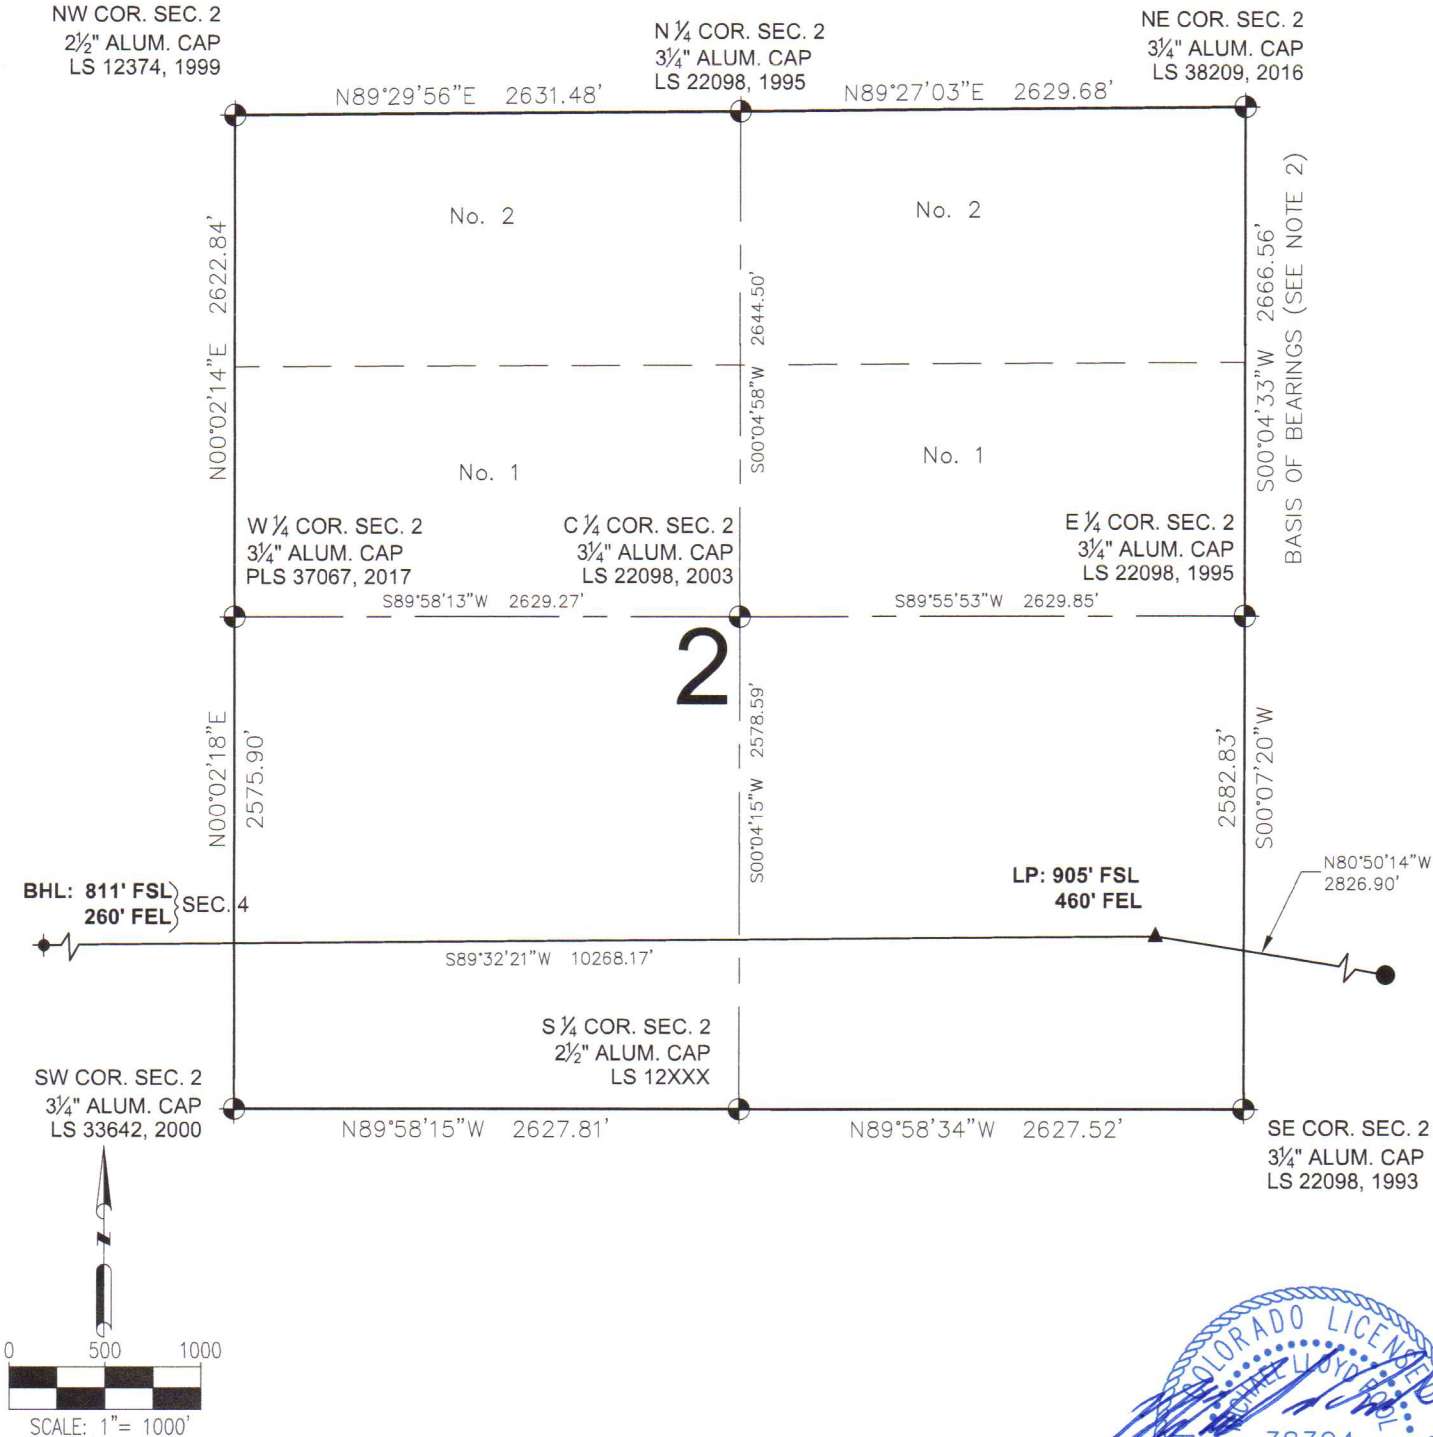 NW COR. SEC. 2
2½" ALUM. CAP
LS 12374, 1999
N ¼ COR. SEC. 2
3¼" ALUM. CAP
LS 22098, 1995
NE COR. SEC. 2
3¼" ALUM. CAP
LS 38209, 2016
N89°29'56"E 2631.48'
N89°27'03"E 2629.68'
No. 2
No. 2
N00°02'14"E 2622.84'
S00°04'58"W 2644.50'
S00°04'33"W 2666.56'
BASIS OF BEARINGS (SEE NOTE 2)
No. 1
No. 1
W ¼ COR. SEC. 2
3¼" ALUM. CAP
PLS 37067, 2017
C ¼ COR. SEC. 2
3¼" ALUM. CAP
LS 22098, 2003
E ¼ COR. SEC. 2
3¼" ALUM. CAP
LS 22098, 1995
S89°58'13"W 2629.27'
S89°55'53"W 2629.85'
2
N00°02'18"E
2575.90'
S00°04'15"W 2578.59'
2582.83'
S00°07'20"W
BHL: 811' FSL
260' FEL
SEC. 4
LP: 905' FSL
460' FEL
N80°50'14"W
2826.90'
S89°32'21"W 10268.17'
S ¼ COR. SEC. 2
2½" ALUM. CAP
LS 12XXX
SW COR. SEC. 2
3¼" ALUM. CAP
LS 33642, 2000
N89°58'15"W 2627.81'
N89°58'34"W 2627.52'
SE COR. SEC. 2
3¼" ALUM. CAP
LS 22098, 1993
N
0 500 1000
SCALE: 1"= 1000'
COLORADO LICENSED
LLOYD